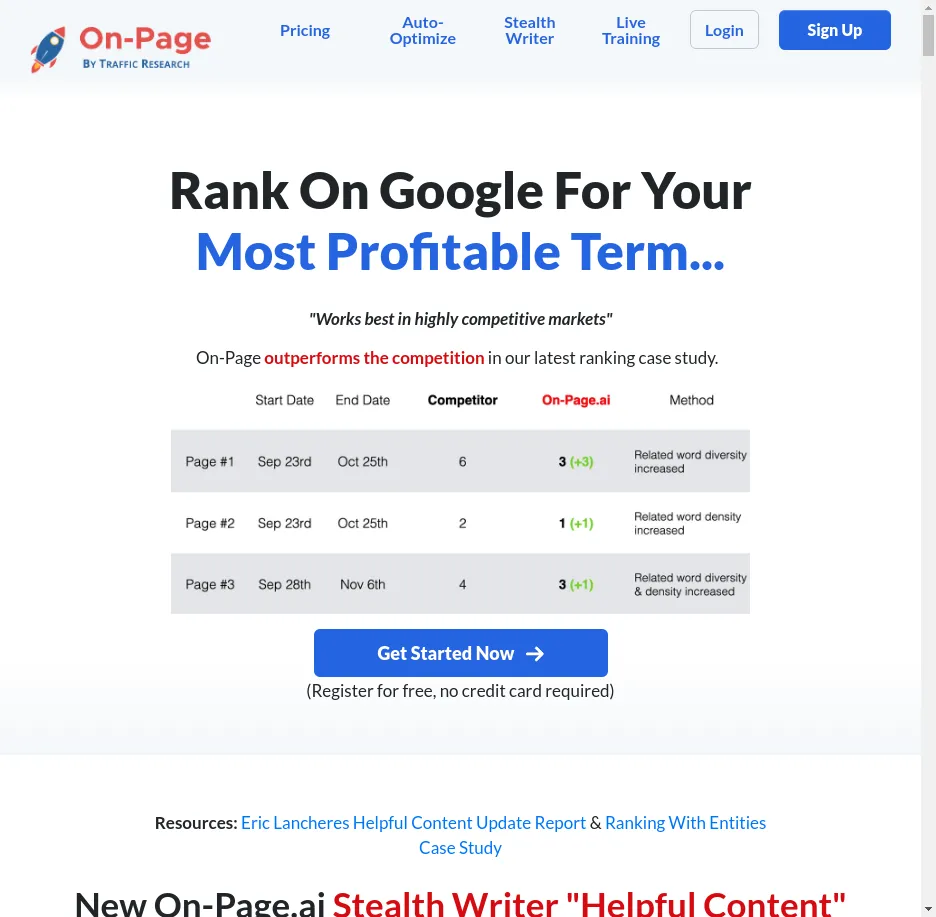 On-Page
By Traffic Research
Pricing
Auto-
Optimize
Stealth
Writer
Live
Training
Login
Sign Up
Rank On Google For Your
Most Profitable Term...
"Works best in highly competitive markets"
On-Page outperforms the competition in our latest ranking case study.
Start Date End Date Competitor On-Page.ai Method
Page #1 Sep 23rd Oct 25th 6 3 (+3) Related word diversity
increased
Page #2 Sep 23rd Oct 25th 2 1 (+1) Related word density
increased
Page #3 Sep 28th Nov 6th 4 3 (+1) Related word diversity
& density increased
Get Started Now →
(Register for free, no credit card required)
Resources: Eric Lancheres Helpful Content Update Report & Ranking With Entities
Case Study
New On-Page.ai Stealth Writer "Helpful Content"